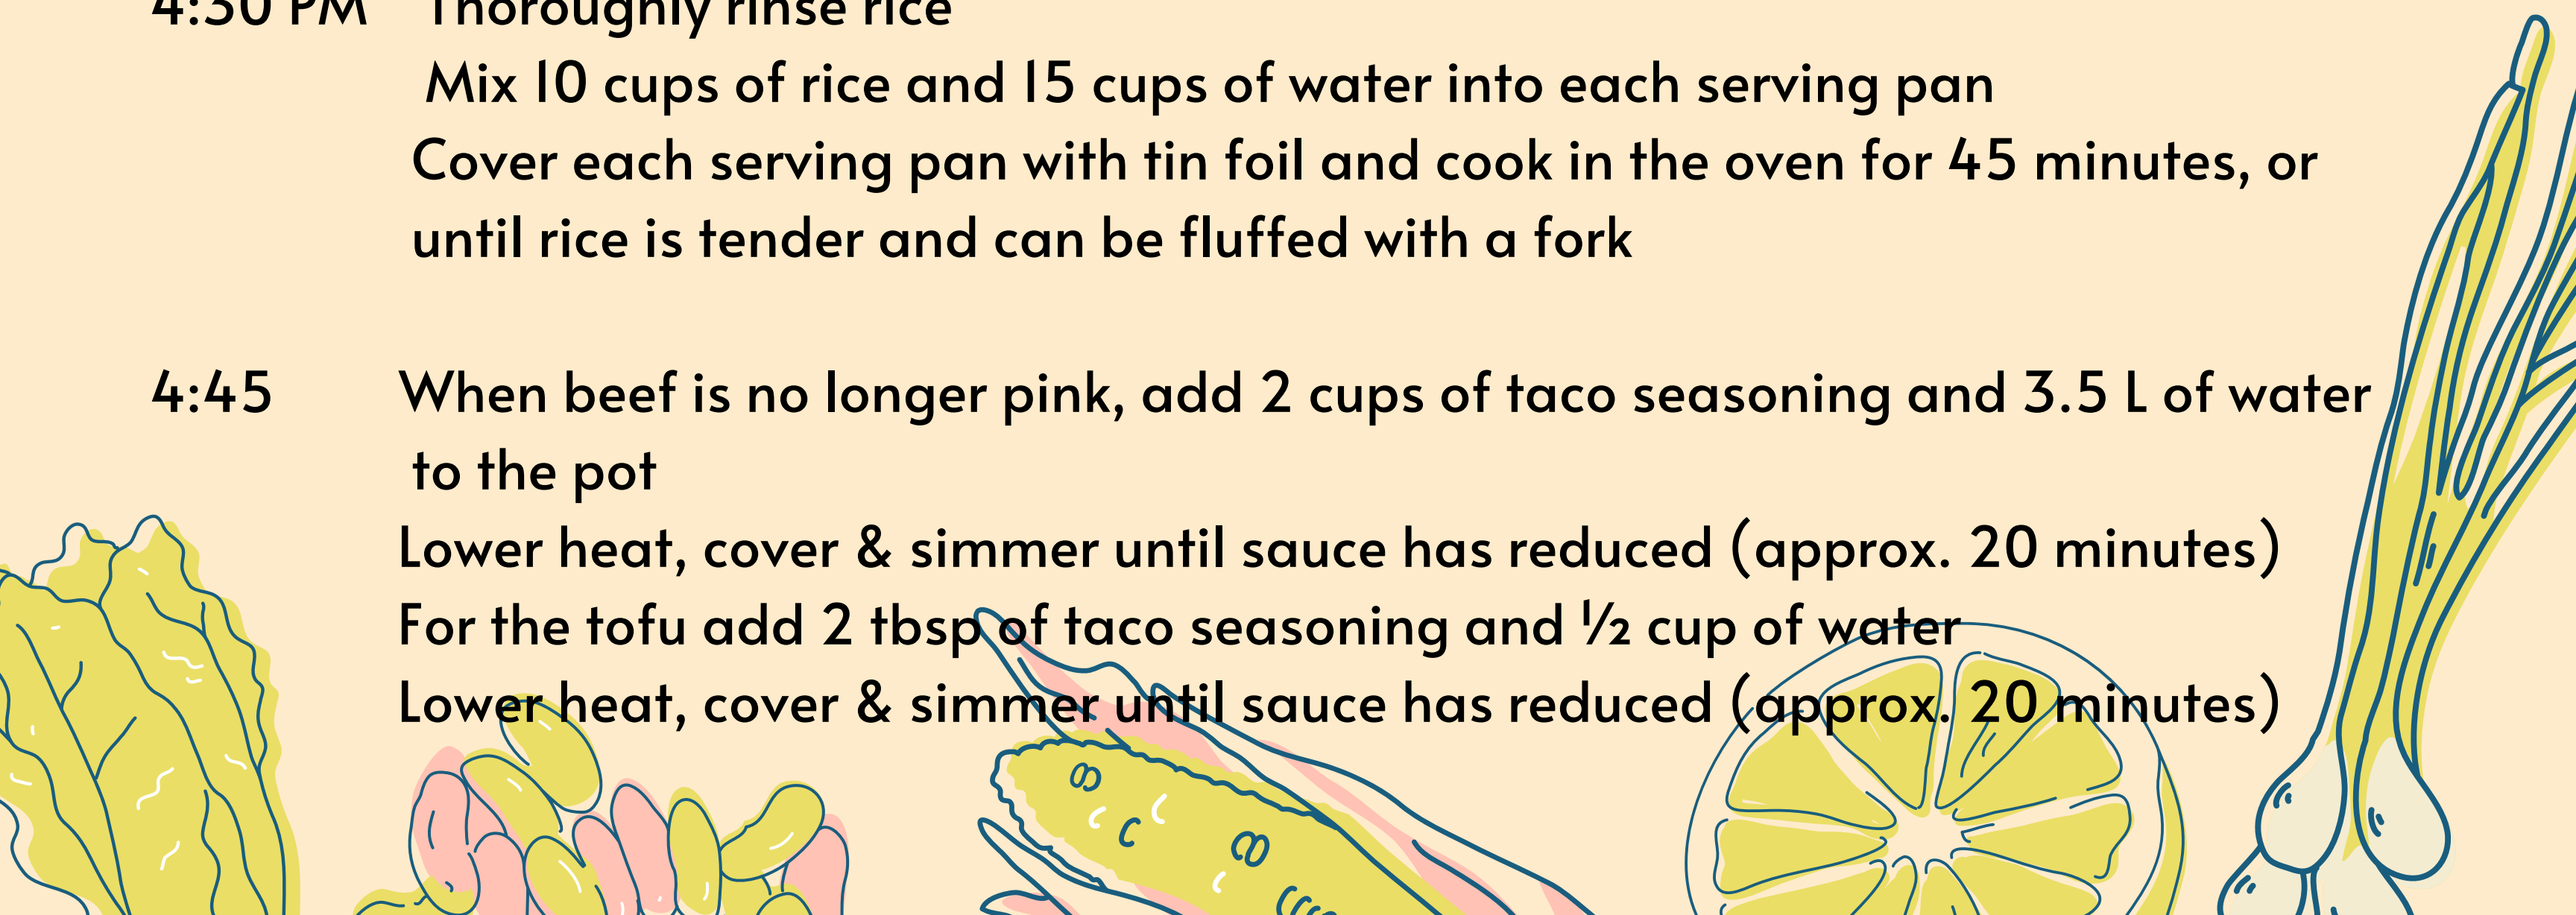 4:30 PM Thoroughly rinse rice
Mix 10 cups of rice and 15 cups of water into each serving pan
Cover each serving pan with tin foil and cook in the oven for 45 minutes, or
until rice is tender and can be fluffed with a fork
4:45 When beef is no longer pink, add 2 cups of taco seasoning and 3.5 L of water
to the pot
Lower heat, cover & simmer until sauce has reduced (approx. 20 minutes)
For the tofu add 2 tbsp of taco seasoning and ½ cup of water
Lower heat, cover & simmer until sauce has reduced (approx. 20 minutes)